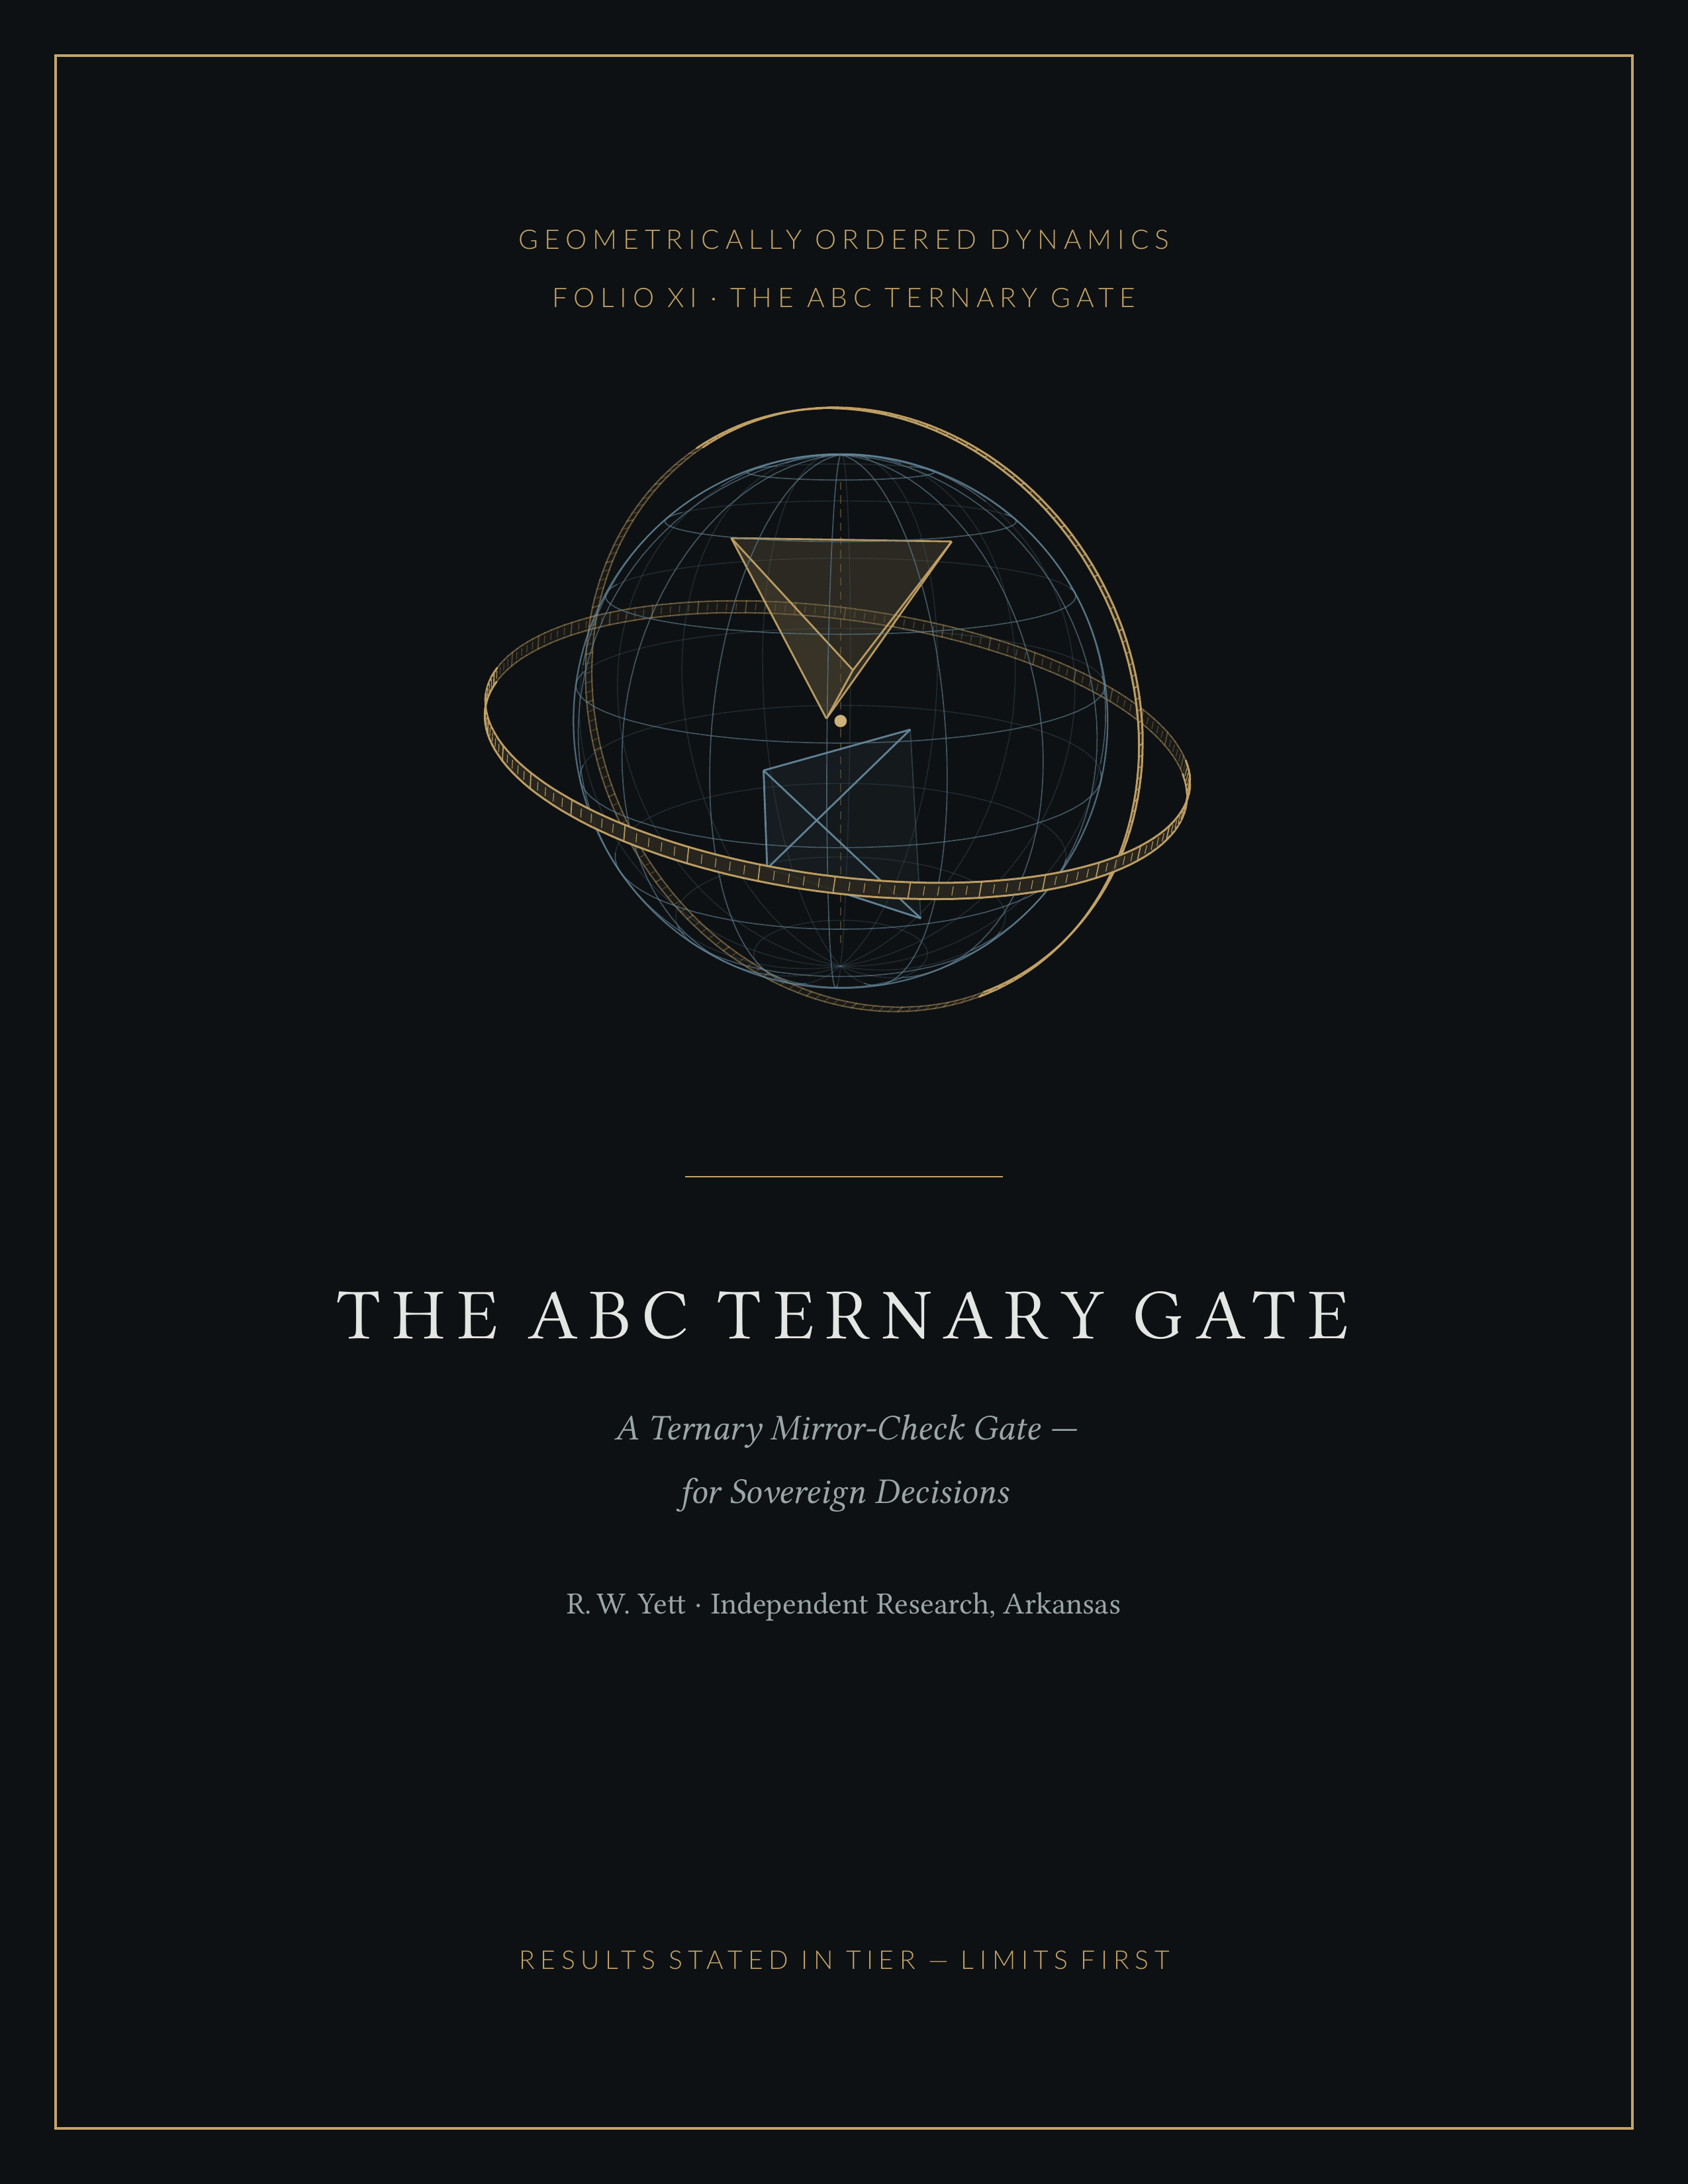 GEOMETRICALLY ORDERED DYNAMICS
FOLIO XI · THE ABC TERNARY GATE
THE ABC TERNARY GATE
A Ternary Mirror-Check Gate —
for Sovereign Decisions
R. W. Yett · Independent Research, Arkansas
RESULTS STATED IN TIER — LIMITS FIRST